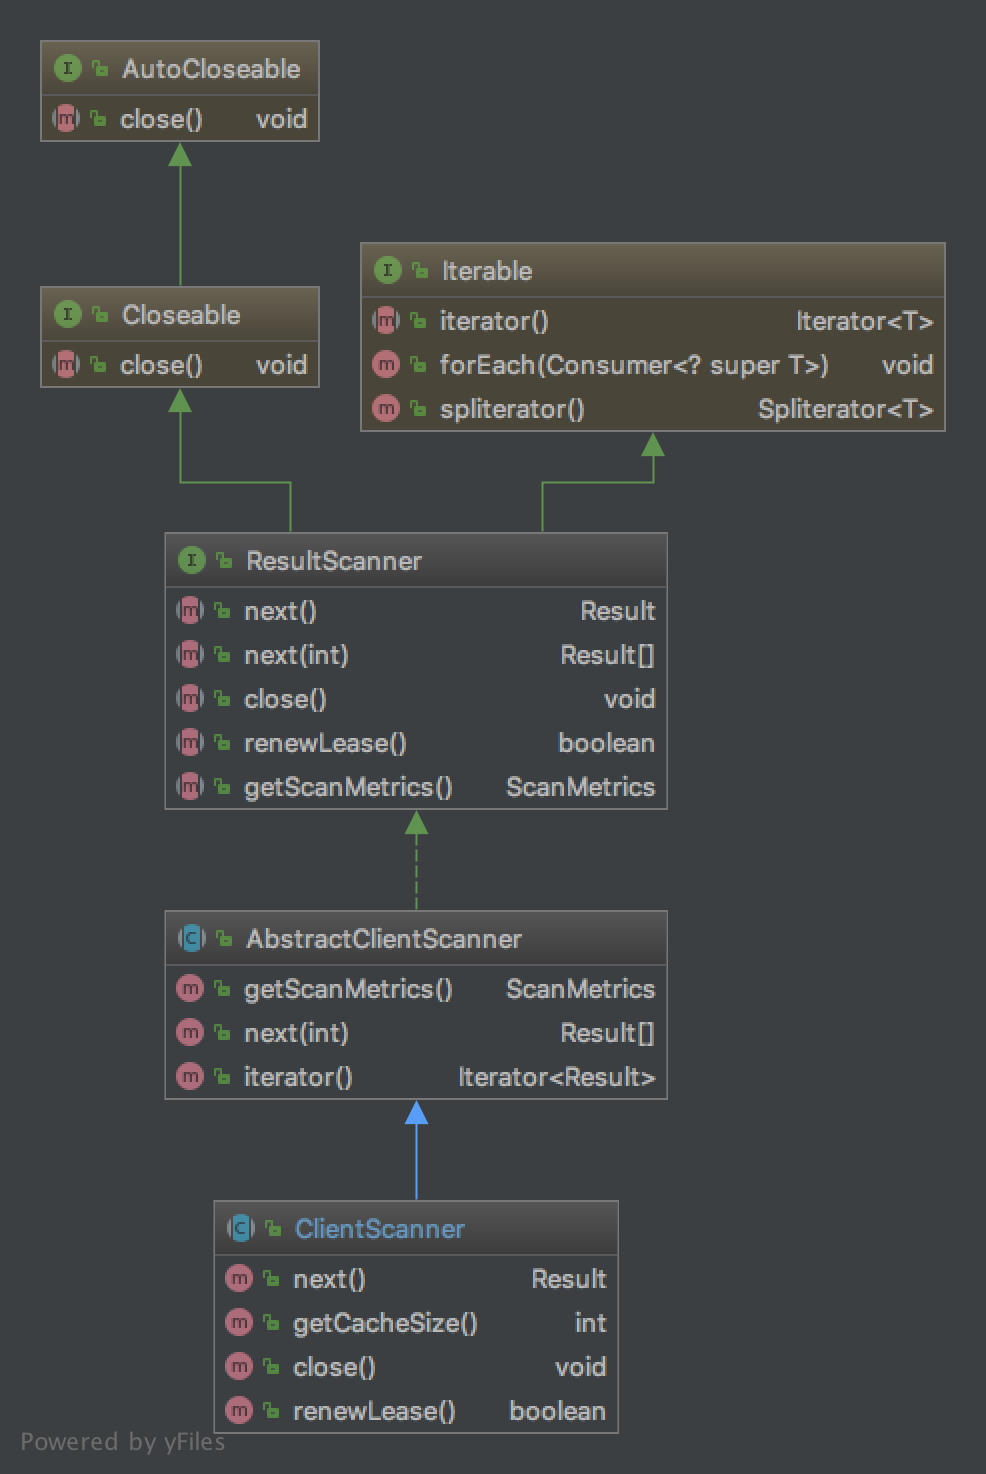 AutoCloseable
close() void
Closeable
close() void
Iterable
iterator() Iterator<T>
forEach(Consumer<? super T>) void
spliterator() Spliterator<T>
ResultScanner
next() Result
next(int) Result[]
close() void
renewLease() boolean
getScanMetrics() ScanMetrics
AbstractClientScanner
getScanMetrics() ScanMetrics
next(int) Result[]
iterator() Iterator<Result>
ClientScanner
next() Result
getCacheSize() int
close() void
renewLease() boolean
Powered by yFiles